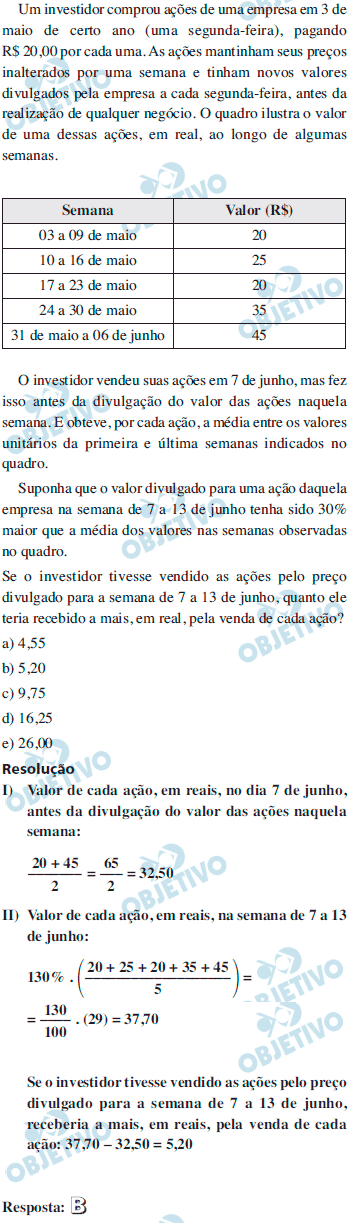 Um investidor comprou ações de uma empresa em 3 de
maio de certo ano (uma segunda-feira), pagando
R$ 20,00 por cada uma. As ações mantinham seus preços
inalterados por uma semana e tinham novos valores
divulgados pela empresa a cada segunda-feira, antes da
realização de qualquer negócio. O quadro ilustra o valor
de uma dessas ações, em real, ao longo de algumas
semanas.
Semana Valor (R$)
03 a 09 de maio 20
10 a 16 de maio 25
17 a 23 de maio 20
24 a 30 de maio 35
31 de maio a 06 de junho 45
O investidor vendeu suas ações em 7 de junho, mas fez
isso antes da divulgação do valor das ações naquela
semana. E obteve, por cada ação, a média entre os valores
unitários da primeira e última semanas indicados no
quadro.
Suponha que o valor divulgado para uma ação daquela
empresa na semana de 7 a 13 de junho tenha sido 30%
maior que a média dos valores nas semanas observadas
no quadro.
Se o investidor tivesse vendido as ações pelo preço
divulgado para a semana de 7 a 13 de junho, quanto ele
teria recebido a mais, em real, pela venda de cada ação?
a) 4,55
b) 5,20
c) 9,75
d) 16,25
e) 26,00
Resolução
I) Valor de cada ação, em reais, no dia 7 de junho,
antes da divulgação do valor das ações naquela
semana:
20 + 45 / 2 = 65 / 2 = 32,50
II) Valor de cada ação, em reais, na semana de 7 a 13
de junho:
130% . (20 + 25 + 20 + 35 + 45 / 5) =
= 130 / 100 . (29) = 37,70
Se o investidor tivesse vendido as ações pelo preço
divulgado para a semana de 7 a 13 de junho,
receberia a mais, em reais, pela venda de cada
ação: 37,70 – 32,50 = 5,20
Resposta: B
OBJETIVO
OBJETIVO
OBJETIVO
OBJETIVO
OBJETIVO
OBJETIVO
OBJETIVO
OBJETIVO
OBJETIVO
OBJETIVO
OBJETIVO
OBJETIVO